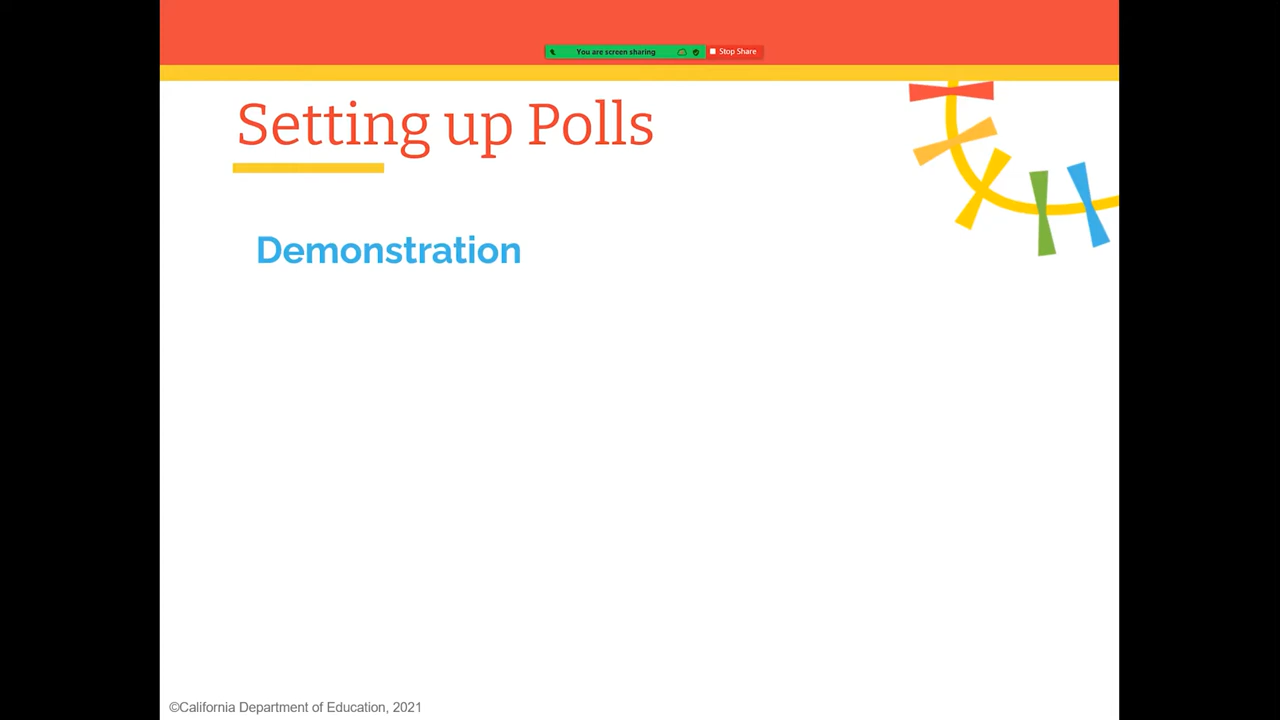 You are screen sharing
Stop Share
Setting up Polls
Demonstration
©California Department of Education, 2021